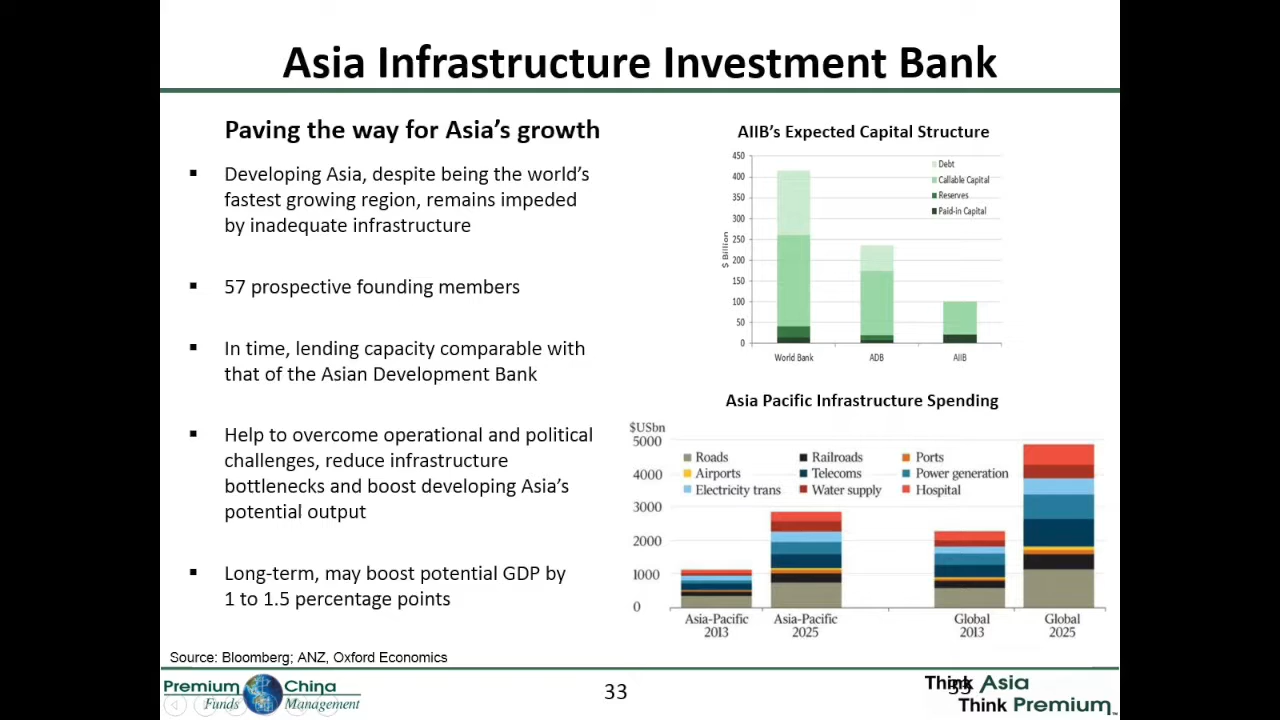 Asia Infrastructure Investment Bank
Paving the way for Asia's growth
▪ Developing Asia, despite being the world's
fastest growing region, remains impeded
by inadequate infrastructure
▪ 57 prospective founding members
▪ In time, lending capacity comparable with
that of the Asian Development Bank
▪ Help to overcome operational and political
challenges, reduce infrastructure
bottlenecks and boost developing Asia's
potential output
▪ Long-term, may boost potential GDP by
1 to 1.5 percentage points
AIIB's Expected Capital Structure
$ Billion
450
400
350
300
250
200
150
100
50
0
Debt
Callable Capital
Reserves
Paid-in Capital
World Bank ADB AIIB
Asia Pacific Infrastructure Spending
$USbn
5000
4000
3000
2000
1000
0
Roads Railroads Ports
Airports Telecoms Power generation
Electricity trans Water supply Hospital
Asia-Pacific Asia-Pacific Global Global
2013 2025 2013 2025
Source: Bloomberg; ANZ, Oxford Economics
Premium China
Funds Management
33
Think Asia
33
Think Premium™